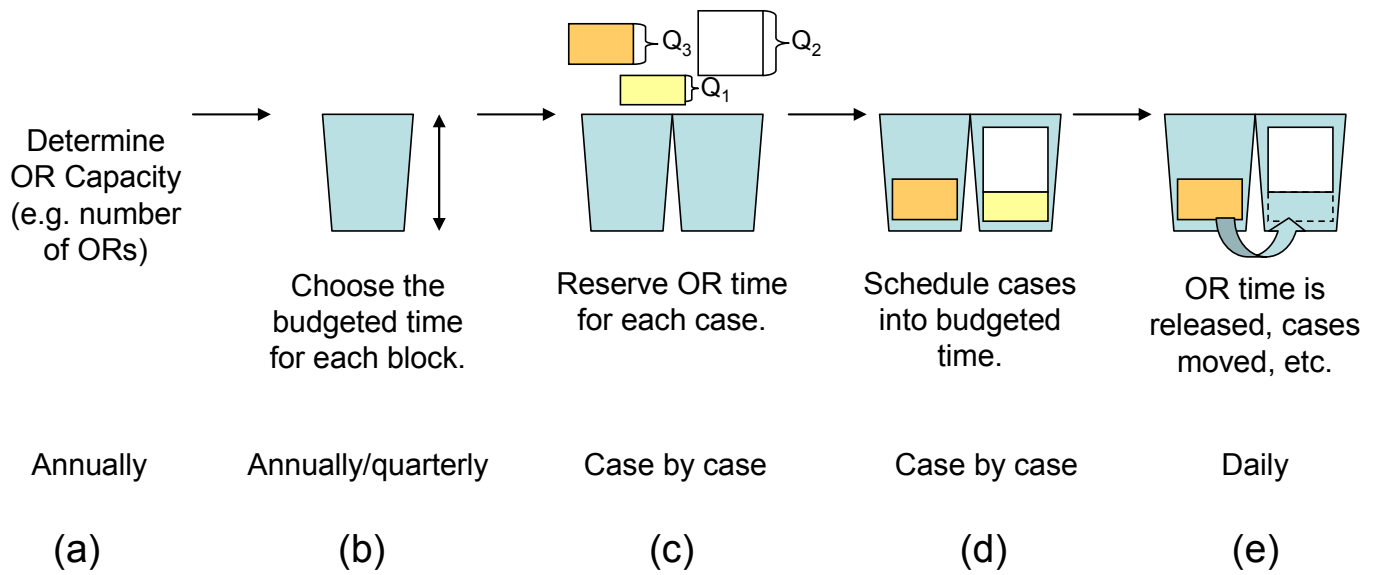 Q3
Q2
Q1
Determine
OR Capacity
(e.g. number
of ORs)
Choose the
budgeted time
for each block.
Reserve OR time
for each case.
Schedule cases
into budgeted
time.
OR time is
released, cases
moved, etc.
Annually
Annually/quarterly
Case by case
Case by case
Daily
(a)
(b)
(c)
(d)
(e)